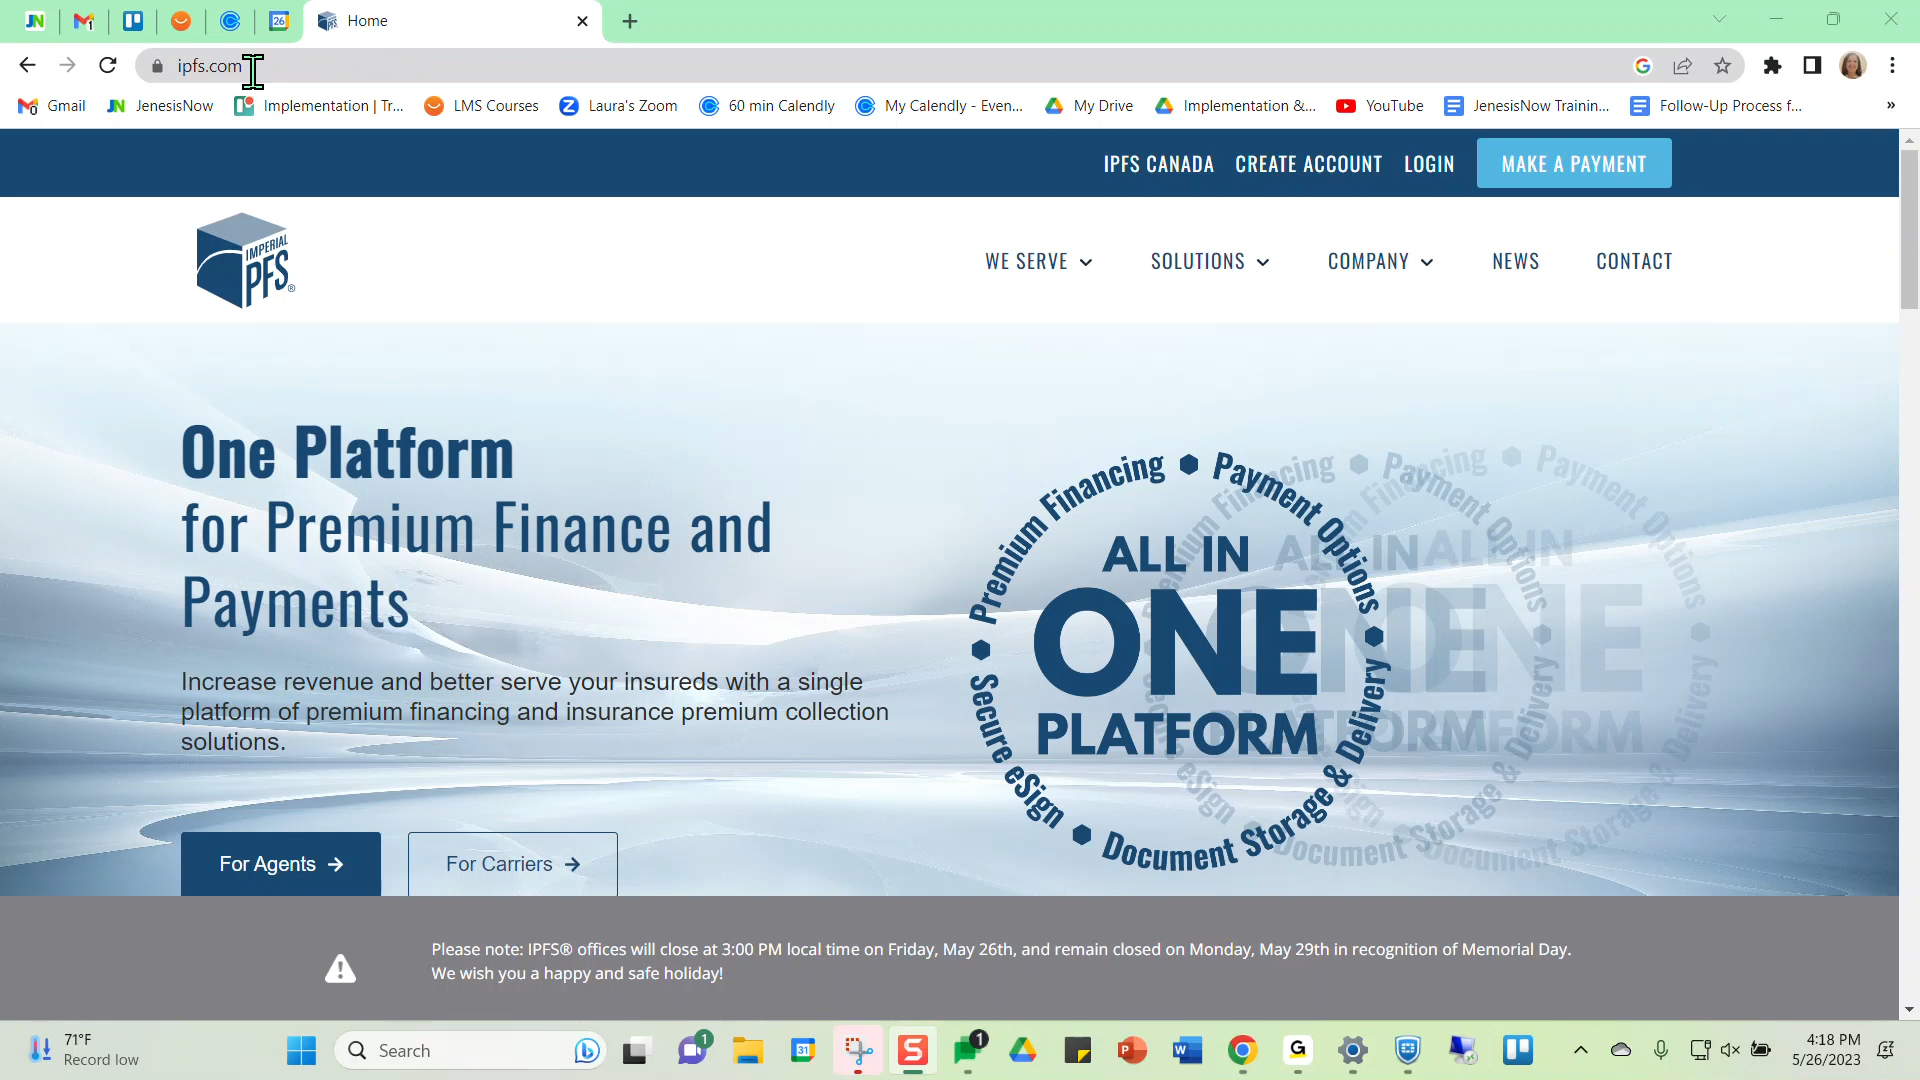 JN
1
26
Home
ipfs.com
Gmail
JenesisNow
Implementation | Tr...
LMS Courses
Laura's Zoom
60 min Calendly
My Calendly - Even...
My Drive
Implementation &...
YouTube
JenesisNow Trainin...
Follow-Up Process f...
»
IPFS CANADA
CREATE ACCOUNT
LOGIN
MAKE A PAYMENT
IMPERIAL
PFS®
WE SERVE
SOLUTIONS
COMPANY
NEWS
CONTACT
One Platform
for Premium Finance and
Payments
Increase revenue and better serve your insureds with a single
platform of premium financing and insurance premium collection
solutions.
For Agents →
For Carriers →
Premium Financing
Payment Options
Document Storage & Delivery
Secure eSign
ALL IN
ONE
PLATFORM
Please note: IPFS® offices will close at 3:00 PM local time on Friday, May 26th, and remain closed on Monday, May 29th in recognition of Memorial Day.
We wish you a happy and safe holiday!
71°F
Record low
Search
1
31
S
1
P
W
G
4:18 PM
5/26/2023